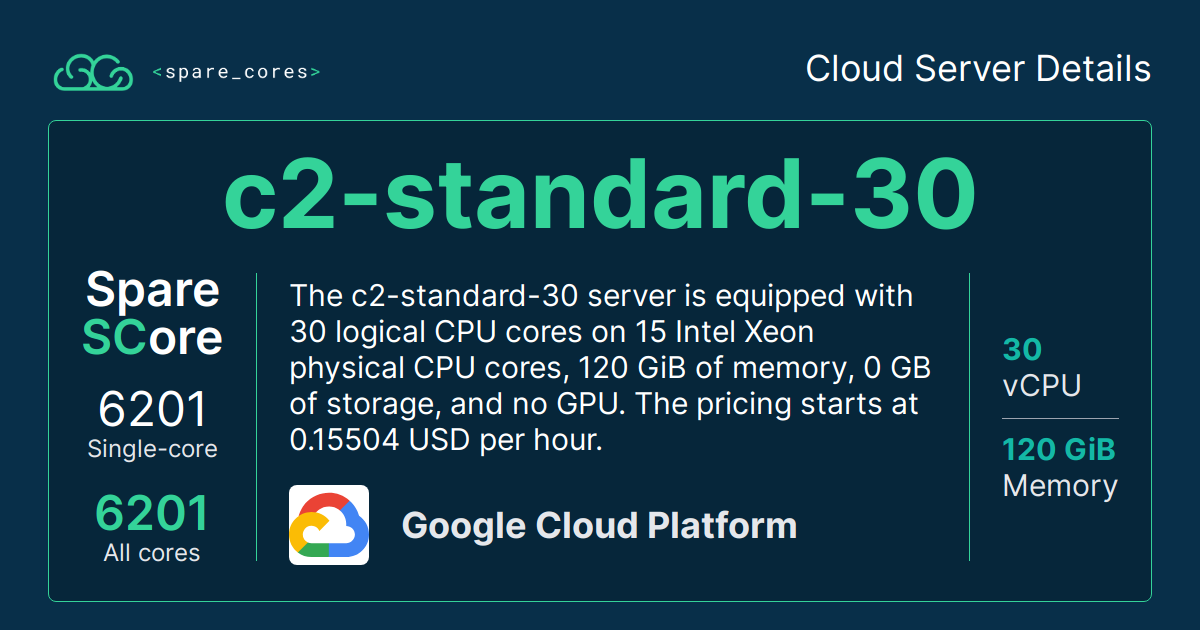 <spare_cores>
Cloud Server Details
c2-standard-30
Spare
SCore
6201
Single-core
6201
All cores
The c2-standard-30 server is equipped with
30 logical CPU cores on 15 Intel Xeon
physical CPU cores, 120 GiB of memory, 0 GB
of storage, and no GPU. The pricing starts at
0.15504 USD per hour.
Google Cloud Platform
30
vCPU
120 GiB
Memory